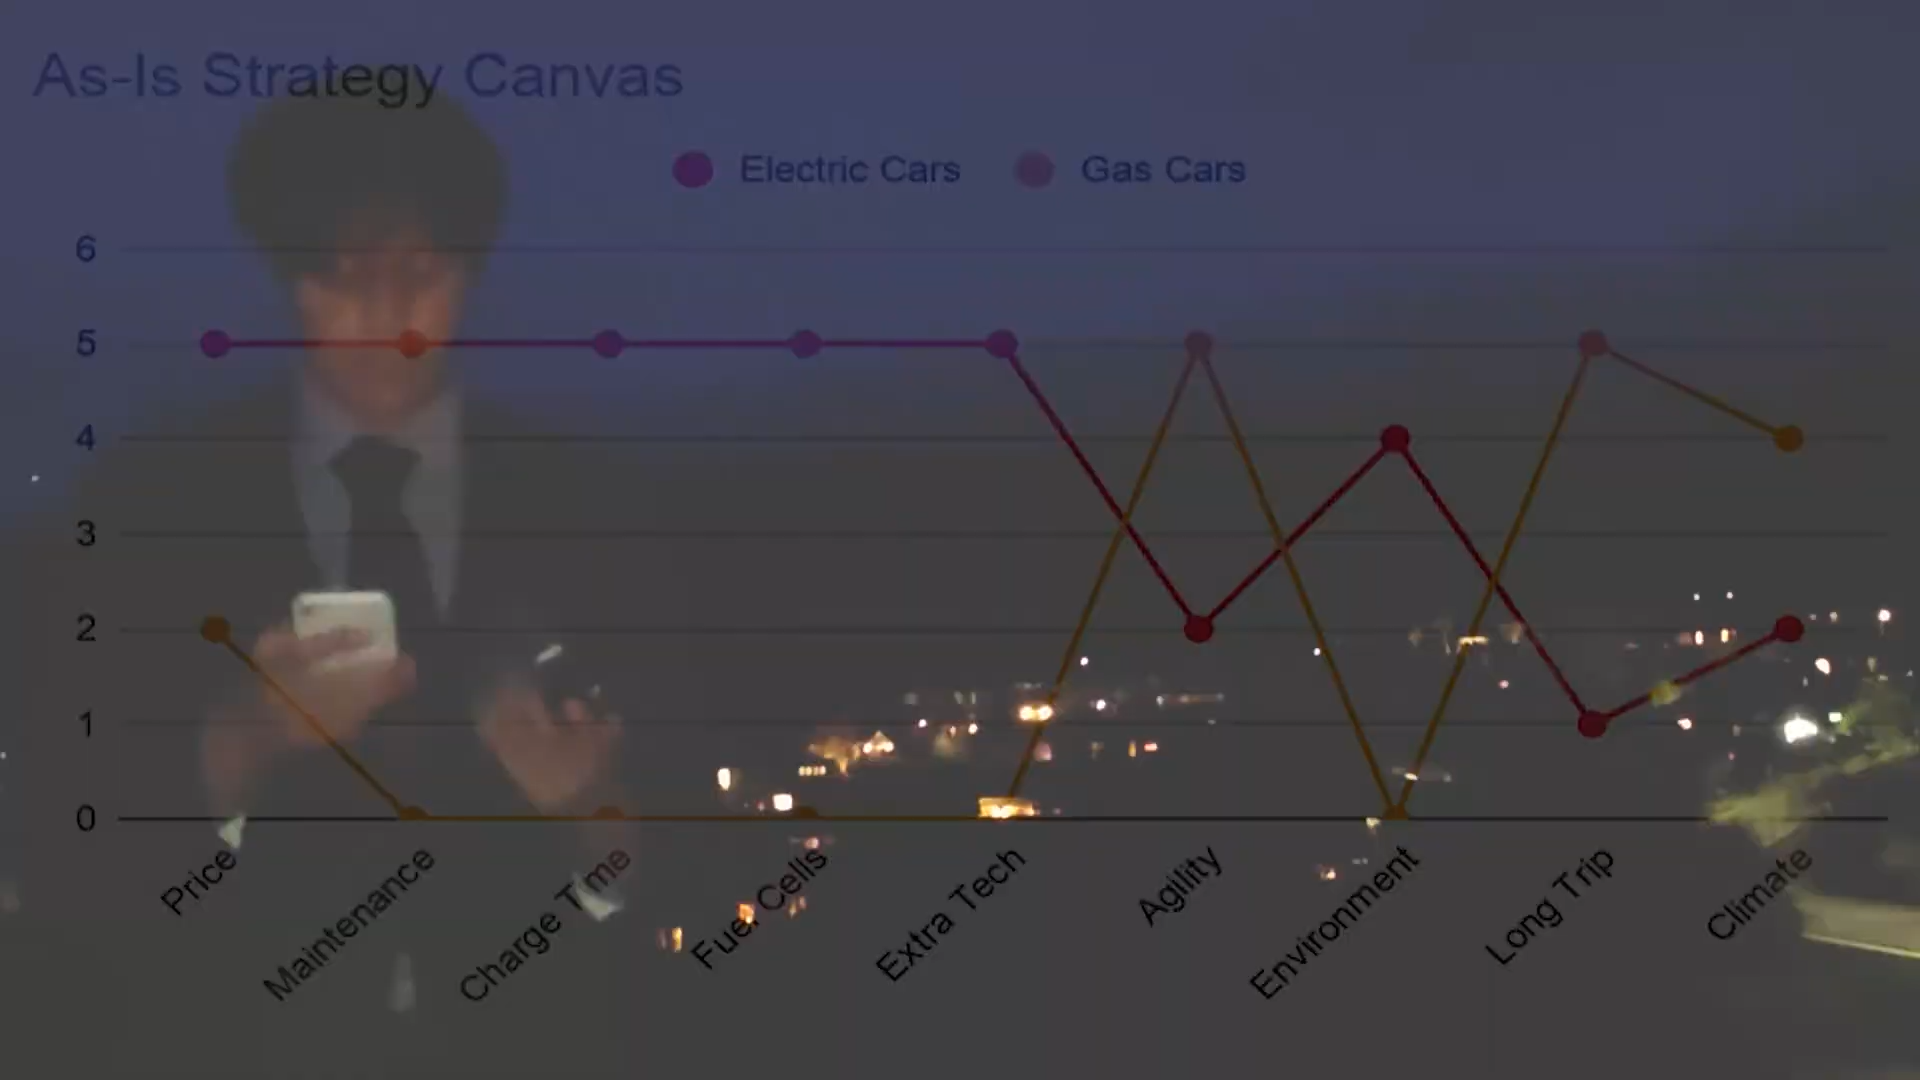 As-Is Strategy Canvas
Electric Cars
Gas Cars
6
5
4
3
2
1
0
Price
Maintenance
Charge Time
Fuel Cells
Extra Tech
Agility
Environment
Long Trip
Climate